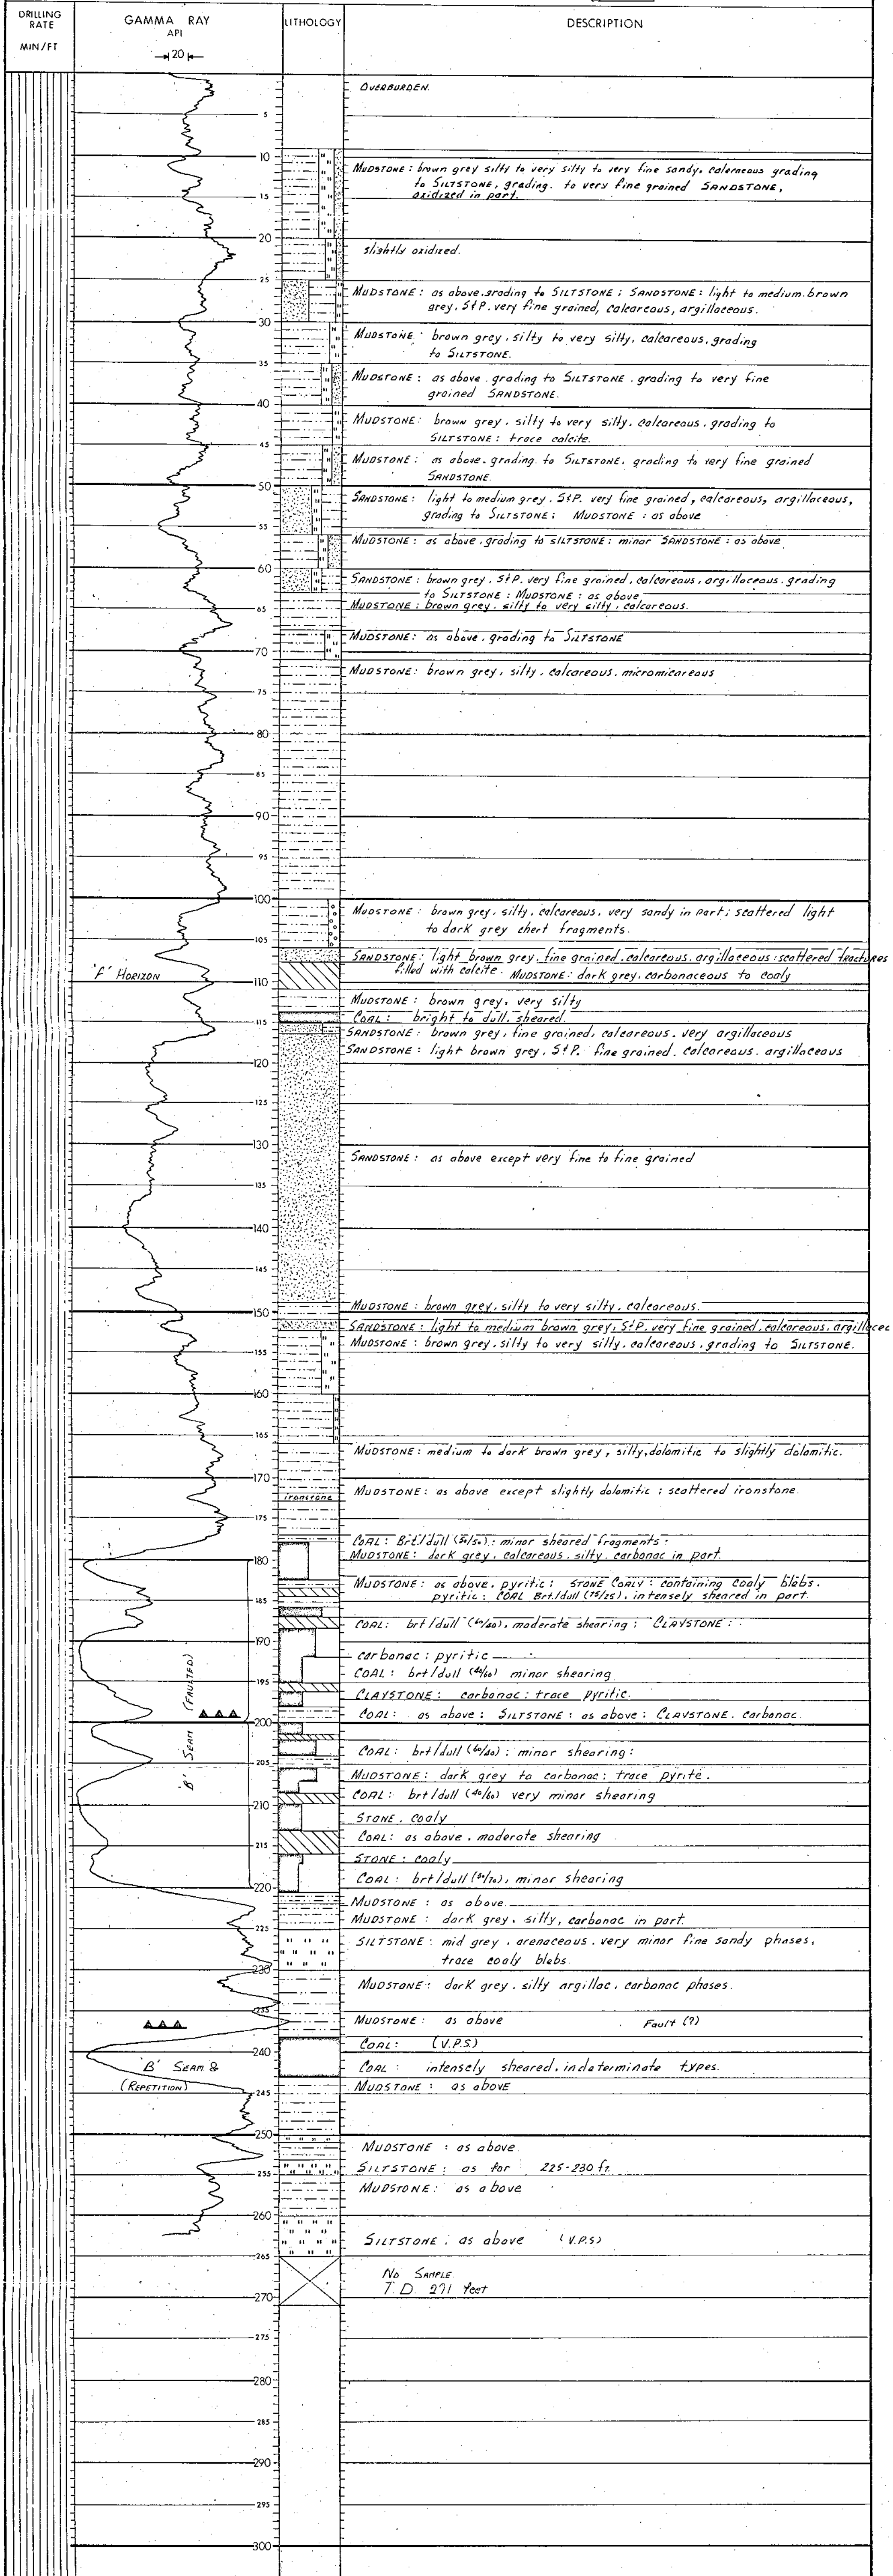 DRILLING
RATE
MIN/FT
GAMMA RAY
API
20
LITHOLOGY
DESCRIPTION
OVERBURDEN.
5
10
MUDSTONE: brown grey silty to very silty to very fine sandy, calcareous grading
to SILTSTONE, grading. to very fine grained SANDSTONE,
oxidized in part.
15
20
slightly oxidized.
25
MUDSTONE: as above, grading to SILTSTONE; SANDSTONE: light to medium brown
grey, S&P. very fine grained, calcareous, argillaceous.
30
MUDSTONE: brown grey, silty to very silty, calcareous, grading
to SILTSTONE.
35
MUDSTONE: as above, grading to SILTSTONE, grading to very fine
grained SANDSTONE.
40
MUDSTONE: brown grey, silty to very silty, calcareous, grading to
SILTSTONE: trace calcite.
45
MUDSTONE: as above, grading to SILTSTONE, grading to very fine grained
SANDSTONE.
50
SANDSTONE: light to medium grey, S&P. very fine grained, calcareous, argillaceous,
grading to SILTSTONE; MUDSTONE: as above
55
MUDSTONE: as above, grading to SILTSTONE: minor SANDSTONE: as above
60
SANDSTONE: brown grey, S&P. very fine grained, calcareous, argillaceous, grading
to SILTSTONE: MUDSTONE: as above
MUDSTONE: brown grey, silty to very silty, calcareous.
65
MUDSTONE: as above, grading to SILTSTONE
70
MUDSTONE: brown grey, silty, calcareous, micromicareous
75
80
85
90
95
100
MUDSTONE: brown grey, silty, calcareous, very sandy in part; scattered light
to dark grey chert fragments.
105
SANDSTONE: light brown grey, fine grained, calcareous, argillaceous: scattered fractures
filled with calcite. MUDSTONE: dark grey, carbonaceous to coaly
'F' HORIZON
110
MUDSTONE: brown grey, very silty
COAL: bright to dull, sheared.
115
SANDSTONE: brown grey, fine grained, calcareous, very argillaceous
SANDSTONE: light brown grey, S&P. fine grained, calcareous, argillaceous
120
125
130
SANDSTONE: as above except very fine to fine grained
135
140
145
MUDSTONE: brown grey, silty to very silty, calcareous.
150
SANDSTONE: light to medium brown grey, S&P. very fine grained, calcareous, argillaceo
MUDSTONE: brown grey, silty to very silty, calcareous, grading to SILTSTONE.
155
160
165
MUDSTONE: medium to dark brown grey, silty, dolomitic to slightly dolomitic.
170
MUDSTONE: as above except slightly dolomitic; scattered ironstone.
ironstone
175
COAL: Brt./dull (50/50): minor sheared fragments:
MUDSTONE: dark grey, calcareous, silty, carbonac in part.
180
MUDSTONE: as above, pyritic; STONE COALY: containing coaly blebs.
pyritic: COAL Brt/dull (75/25), intensely sheared in part.
185
COAL: brt/dull (60/40), moderate shearing; CLAYSTONE:
190
carbonac; pyritic
COAL: brt/dull (40/60) minor shearing
195
CLAYSTONE: carbonac; trace pyritic.
COAL: as above; SILTSTONE: as above: CLAYSTONE. carbonac.
200
'B' SEAM (FAULTED)
COAL: brt/dull (60/40); minor shearing:
205
MUDSTONE: dark grey to carbonac; trace pyrite.
COAL: brt/dull (40/60) very minor shearing
210
STONE. coaly
COAL: as above, moderate shearing
215
STONE: coaly
COAL: brt/dull, minor shearing
220
MUDSTONE: as above
MUDSTONE: dark grey, silty, carbonac in part.
225
SILTSTONE: mid grey, arenaceous, very minor fine sandy phases,
trace coaly blebs.
230
MUDSTONE: dark grey, silty argillac, carbonac phases.
235
MUDSTONE: as above Fault (?)
COAL: (V.P.S)
240
'B' SEAM
COAL: intensely sheared, indeterminate types.
(REPETITION)
MUDSTONE: as above
245
250
MUDSTONE: as above.
SILTSTONE: as for 225-230 ft.
255
MUDSTONE: as above
260
SILTSTONE: as above (V.P.S)
265
NO SAMPLE
T.D. 271 feet
270
275
280
285
290
295
300